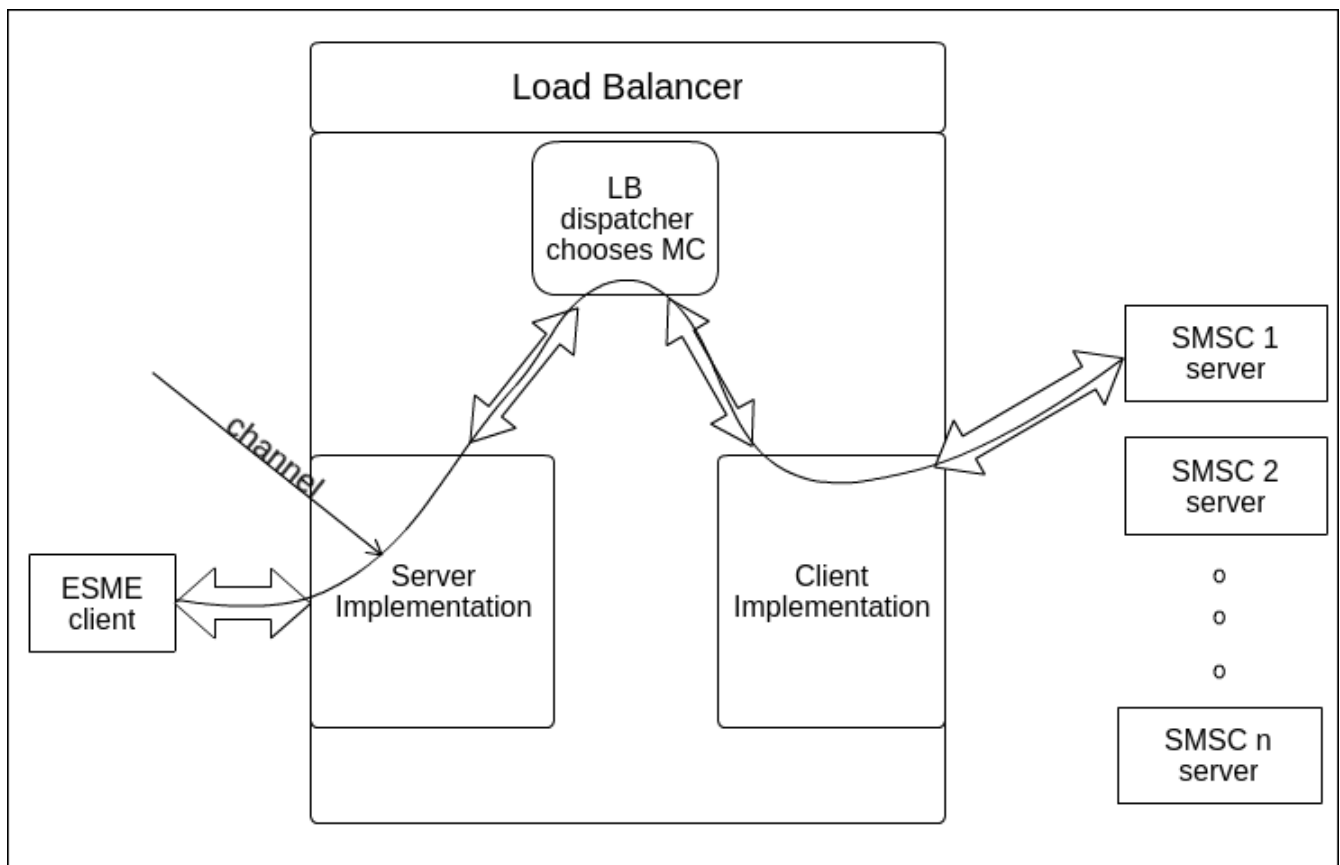 Load Balancer
LB
dispatcher
chooses MC
SMSC 1
server
channel
SMSC 2
server
ESME
client
Server
Implementation
Client
Implementation
o
o
o
SMSC n
server